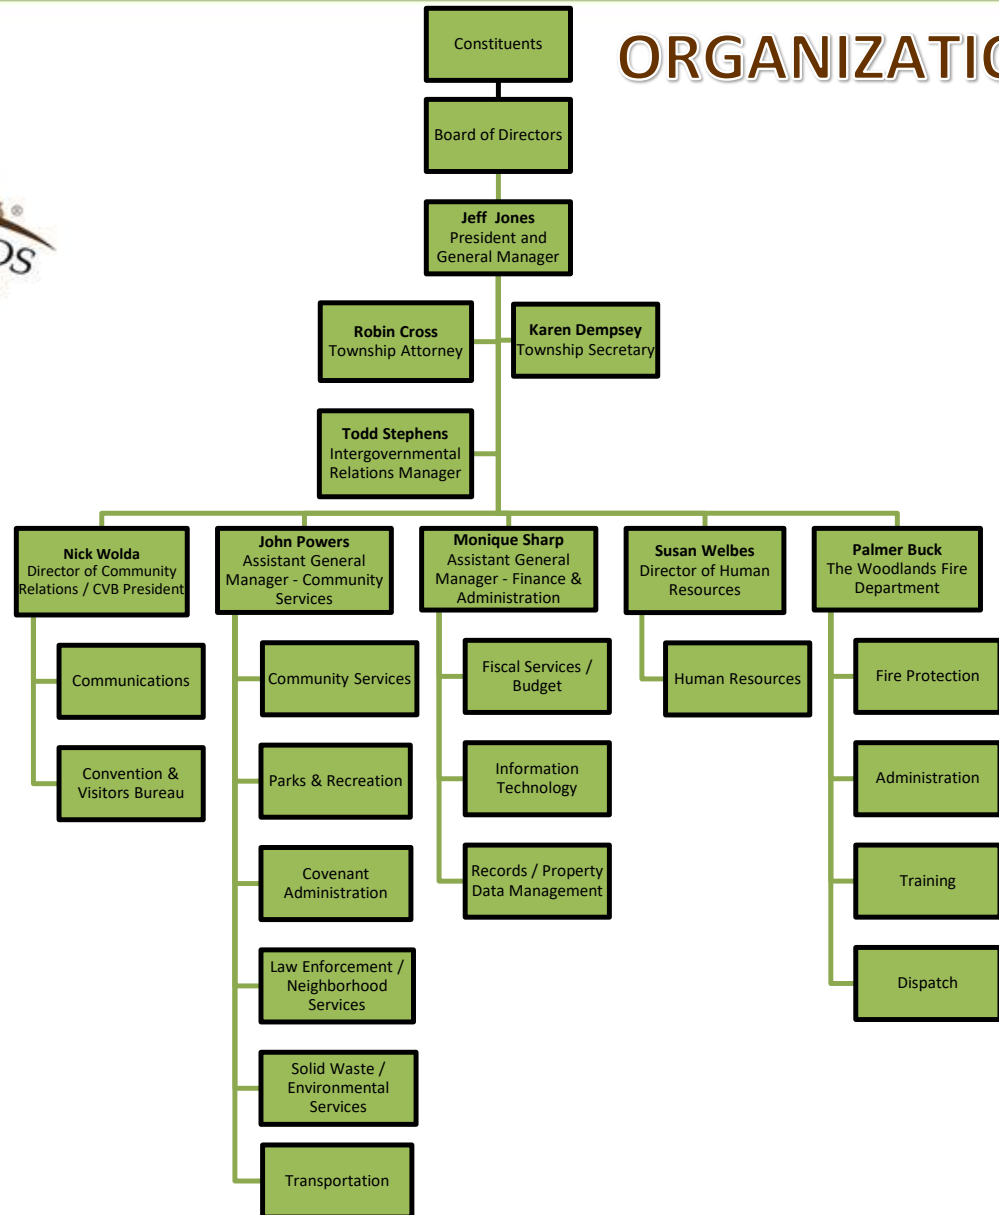 ORGANIZATIO
Constituents
Board of Directors
DS
®
Jeff Jones
President and
General Manager
Robin Cross
Township Attorney
Karen Dempsey
Township Secretary
Todd Stephens
Intergovernmental
Relations Manager
Nick Wolda
Director of Community
Relations / CVB President
Communications
Convention &
Visitors Bureau
John Powers
Assistant General
Manager - Community
Services
Community Services
Parks & Recreation
Covenant
Administration
Law Enforcement /
Neighborhood
Services
Solid Waste /
Environmental
Services
Transportation
Monique Sharp
Assistant General
Manager - Finance &
Administration
Fiscal Services /
Budget
Information
Technology
Records / Property
Data Management
Susan Welbes
Director of Human
Resources
Human Resources
Palmer Buck
The Woodlands Fire
Department
Fire Protection
Administration
Training
Dispatch